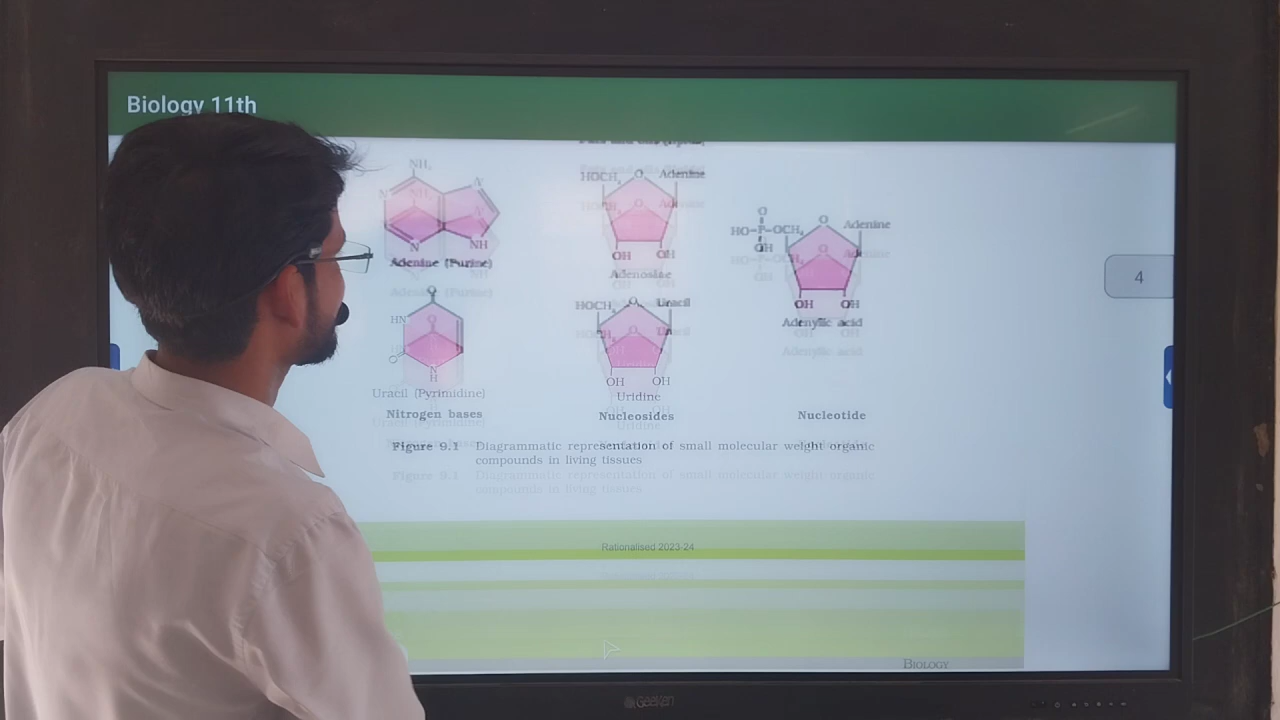 Biology 11th
4
NH₂
N
N
N
NH
Adenine (Purine)
O
HN
O
N
H
Uracil (Pyrimidine)
Nitrogen bases
HOCH₂ O Adenine
OH OH
Adenosine
HOCH₂ O Uracil
OH OH
Uridine
Nucleosides
O
HO-P-OCH₂ O Adenine
OH
OH OH
Adenylic acid
Nucleotide
Figure 9.1 Diagrammatic representation of small molecular weight organic
compounds in living tissues
Rationalised 2023-24
BIOLOGY
Geeken